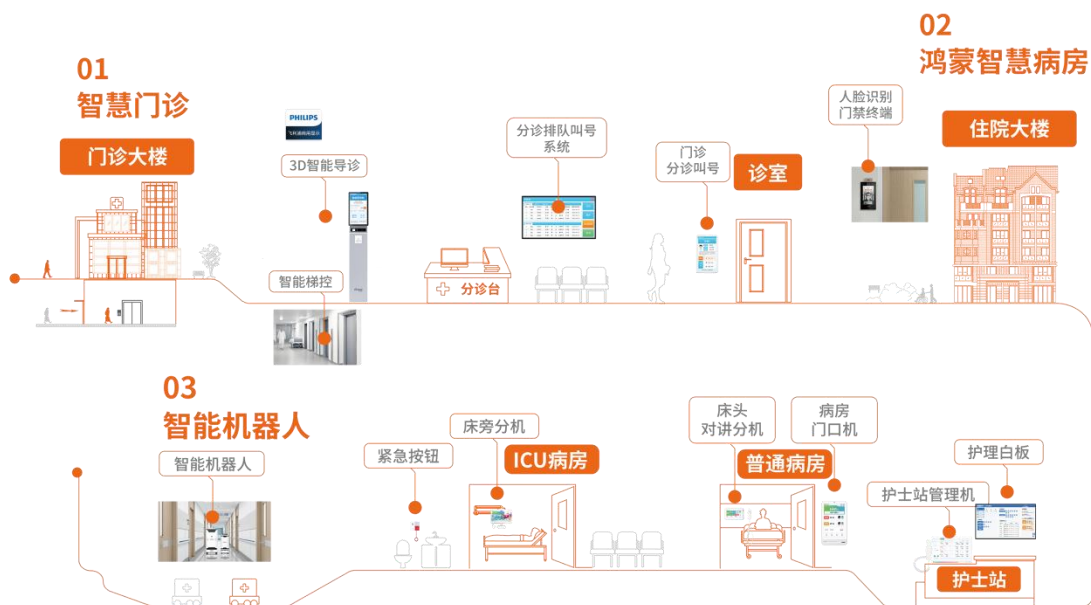 01
智慧门诊
门诊大楼
PHILIPS
3D智能导诊
智能梯控
分诊排队叫号
系统
分诊台
门诊
分诊叫号
诊室
02
鸿蒙智慧病房
人脸识别
门禁终端
住院大楼
03
智能机器人
智能机器人
紧急按钮
床旁分机
ICU病房
床头
对讲分机
普通病房
病房
门口机
护士站管理机
护理白板
护士站